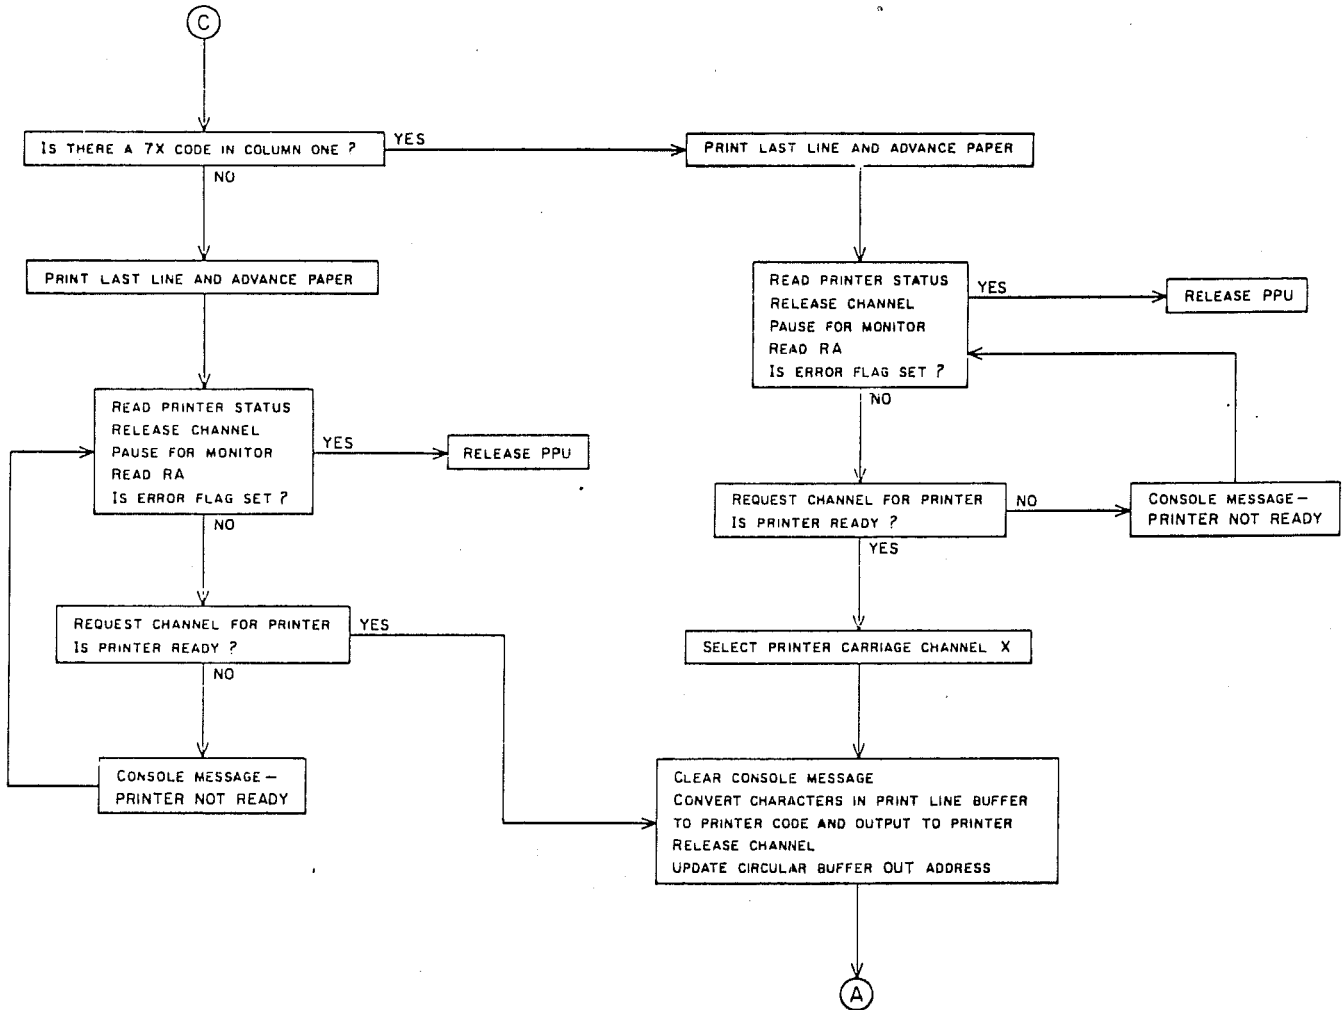 C
IS THERE A 7X CODE IN COLUMN ONE ?
YES
NO
PRINT LAST LINE AND ADVANCE PAPER
PRINT LAST LINE AND ADVANCE PAPER
READ PRINTER STATUS
RELEASE CHANNEL
PAUSE FOR MONITOR
READ RA
IS ERROR FLAG SET ?
YES
RELEASE PPU
NO
READ PRINTER STATUS
RELEASE CHANNEL
PAUSE FOR MONITOR
READ RA
IS ERROR FLAG SET ?
YES
RELEASE PPU
NO
REQUEST CHANNEL FOR PRINTER
IS PRINTER READY ?
NO
CONSOLE MESSAGE—
PRINTER NOT READY
YES
REQUEST CHANNEL FOR PRINTER
IS PRINTER READY ?
YES
NO
SELECT PRINTER CARRIAGE CHANNEL X
CONSOLE MESSAGE—
PRINTER NOT READY
CLEAR CONSOLE MESSAGE
CONVERT CHARACTERS IN PRINT LINE BUFFER
TO PRINTER CODE AND OUTPUT TO PRINTER
RELEASE CHANNEL
UPDATE CIRCULAR BUFFER OUT ADDRESS
A